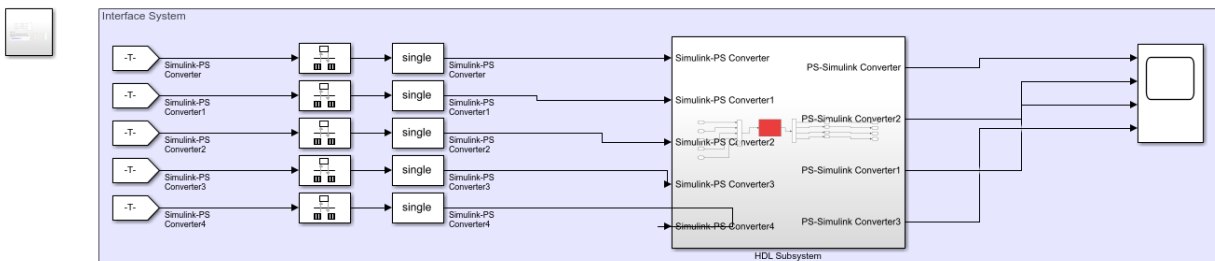 Interface System
-T-
Simulink-PS
Converter
single
Simulink-PS
Converter
Simulink-PS Converter
PS-Simulink Converter
-T-
Simulink-PS
Converter1
single
Simulink-PS
Converter1
Simulink-PS Converter1
PS-Simulink Converter2
-T-
Simulink-PS
Converter2
single
Simulink-PS
Converter2
Simulink-PS Converter2
PS-Simulink Converter1
-T-
Simulink-PS
Converter3
single
Simulink-PS
Converter3
Simulink-PS Converter3
PS-Simulink Converter3
-T-
Simulink-PS
Converter4
single
Simulink-PS
Converter4
Simulink-PS Converter4
HDL Subsystem